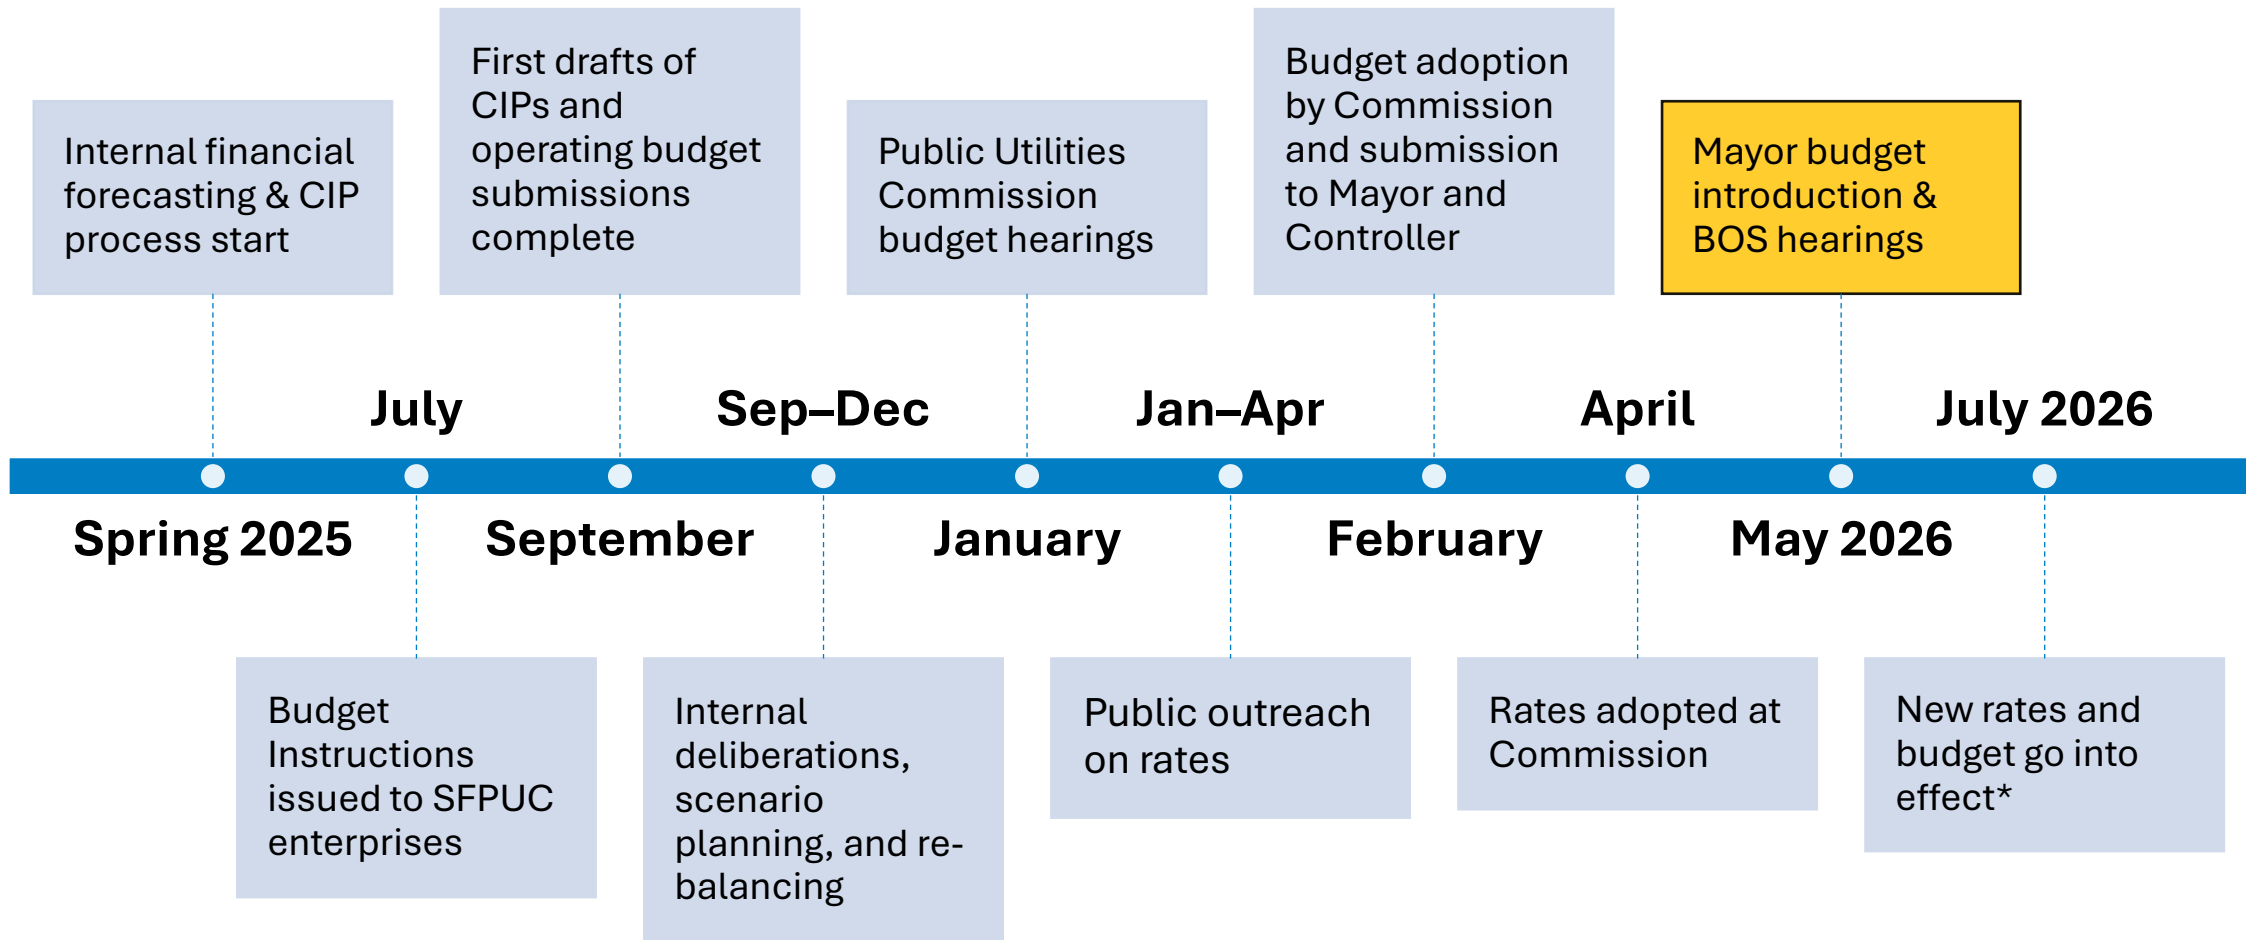 Internal financial
forecasting & CIP
process start
First drafts of
CIPs and
operating budget
submissions
complete
Public Utilities
Commission
budget hearings
Budget adoption
by Commission
and submission
to Mayor and
Controller
Mayor budget
introduction &
BOS hearings
July
Sep–Dec
Jan–Apr
April
July 2026
Spring 2025
September
January
February
May 2026
Budget
Instructions
issued to SFPUC
enterprises
Internal
deliberations,
scenario
planning, and re-
balancing
Public outreach
on rates
Rates adopted at
Commission
New rates and
budget go into
effect*